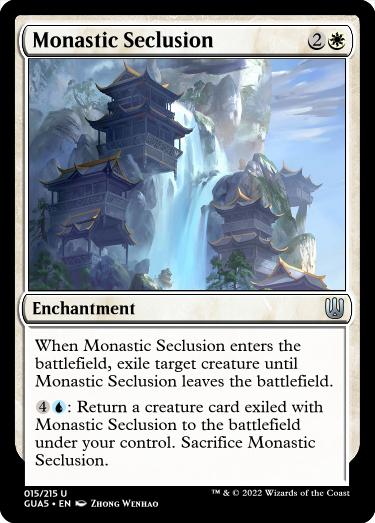 Monastic Seclusion 2
Enchantment
When Monastic Seclusion enters the
battlefield, exile target creature until
Monastic Seclusion leaves the battlefield.
4: Return a creature card exiled with
Monastic Seclusion to the battlefield
under your control. Sacrifice Monastic
Seclusion.
015/215 U
GUA5 • EN Zhong Wenhao
™ & © 2022 Wizards of the Coast